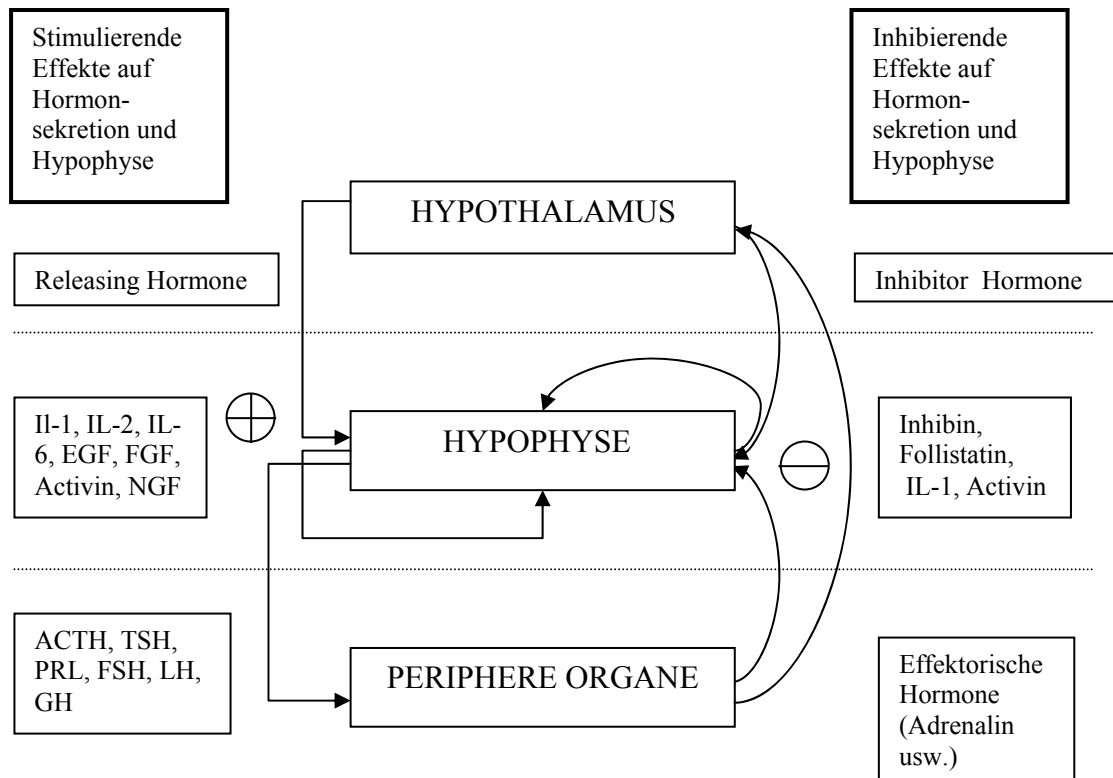 Stimulierende
Effekte auf
Hormon-
sekretion und
Hypophyse
Inhibierende
Effekte auf
Hormon-
sekretion und
Hypophyse
HYPOTHALAMUS
Releasing Hormone
Inhibitor Hormone
Il-1, IL-2, IL-
6, EGF, FGF,
Activin, NGF
HYPOPHYSE
Inhibin,
Follistatin,
IL-1, Activin
ACTH, TSH,
PRL, FSH, LH,
GH
PERIPHERE ORGANE
Effektorische
Hormone
(Adrenalin
usw.)